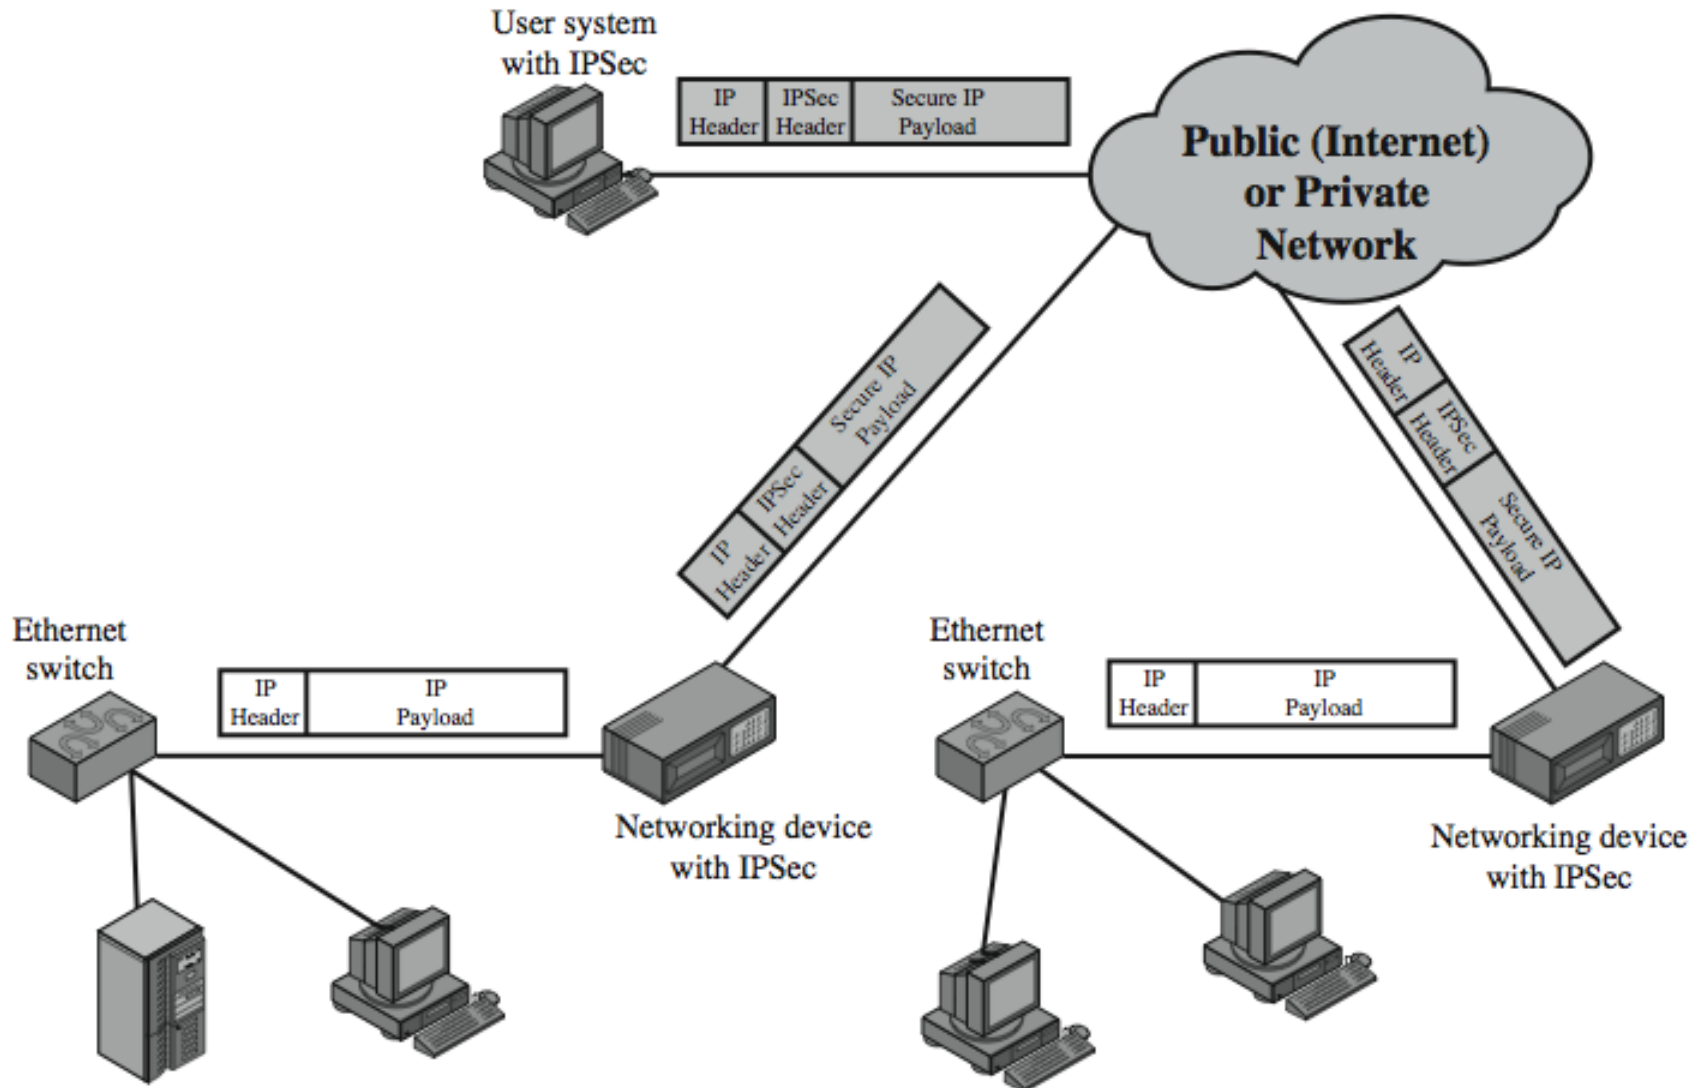 User system
with IPSec
IP
Header
IPSec
Header
Secure IP
Payload
Public (Internet)
or Private
Network
IP
Header
IPSec
Header
Secure IP
Payload
IP
Header
IPSec
Header
Secure IP
Payload
Ethernet
switch
IP
Header
IP
Payload
Networking device
with IPSec
Ethernet
switch
IP
Header
IP
Payload
Networking device
with IPSec